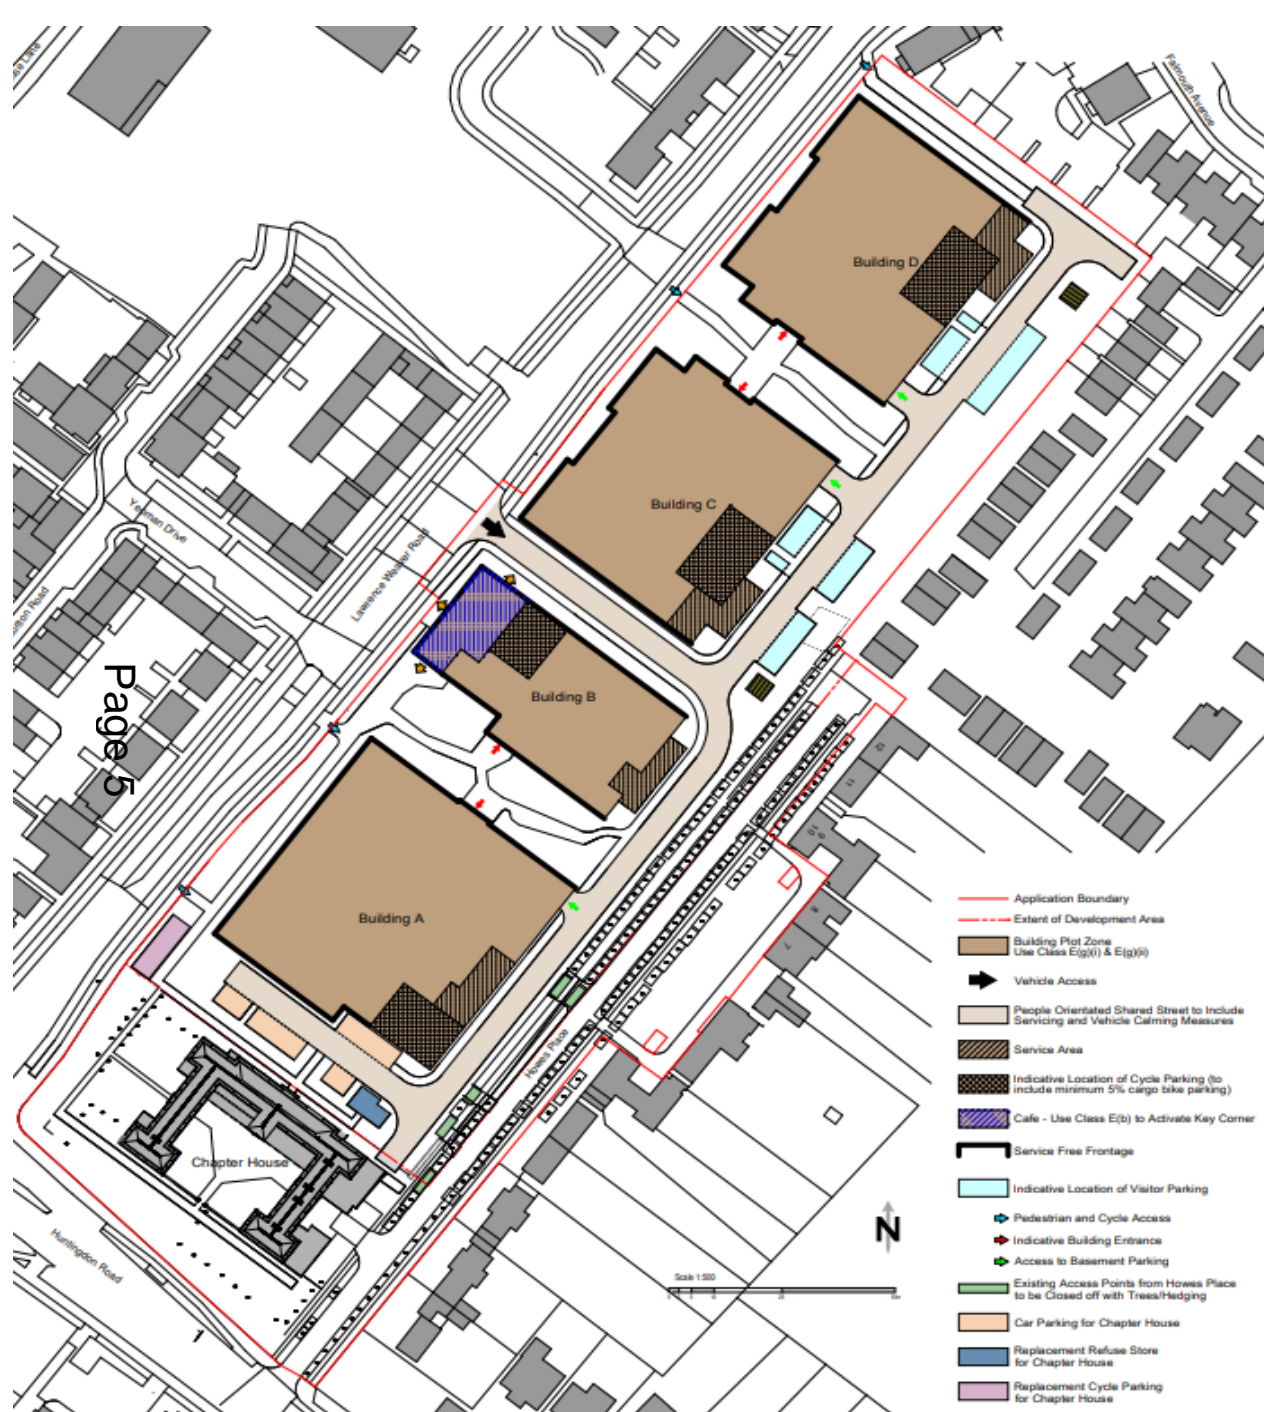 Falmouth Avenue
Building D
Building C
Yeoman Drive
Lawrence Weaver Road
Building B
Page 5
Building A
12
11
10
9
8
7
Howes Place
Chapter House
Huntingdon Road
N
Scale 1:500
Application Boundary
Extent of Development Area
Building Plot Zone
Use Class E(g)(i) & E(g)(ii)
Vehicle Access
People Orientated Shared Street to Include
Servicing and Vehicle Calming Measures
Service Area
Indicative Location of Cycle Parking (to
include minimum 5% cargo bike parking)
Cafe - Use Class E(b) to Activate Key Corner
Service Free Frontage
Indicative Location of Visitor Parking
Pedestrian and Cycle Access
Indicative Building Entrance
Access to Basement Parking
Existing Access Points from Howes Place
to be Closed off with Trees/Hedging
Car Parking for Chapter House
Replacement Refuse Store
for Chapter House
Replacement Cycle Parking
for Chapter House